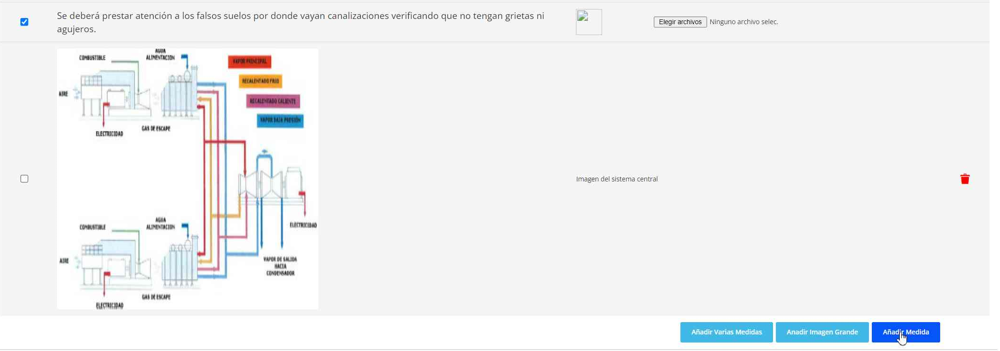 Se deberá prestar atención a los falsos suelos por donde vayan canalizaciones verificando que no tengan grietas ni
agujeros.
Elegir archivos Ninguno archivo selec.
COMBUSTIBLE
AGUA
ALIMENTACION
VAPOR PRINCIPAL
RECALENTADO FRIO
AIRE
RECALENTADO CALIENTE
VAPOR BAJA PRESIÓN
GAS DE ESCAPE
ELECTRICIDAD
Imagen del sistema central
AGUA
ALIMENTACION
COMBUSTIBLE
ELECTRICIDAD
AIRE
VAPOR DE SALIDA
HACIA
CONDENSADOR
GAS DE ESCAPE
ELECTRICIDAD
Añadir Varias Medidas
Anadir Imagen Grande
Añadir Medida